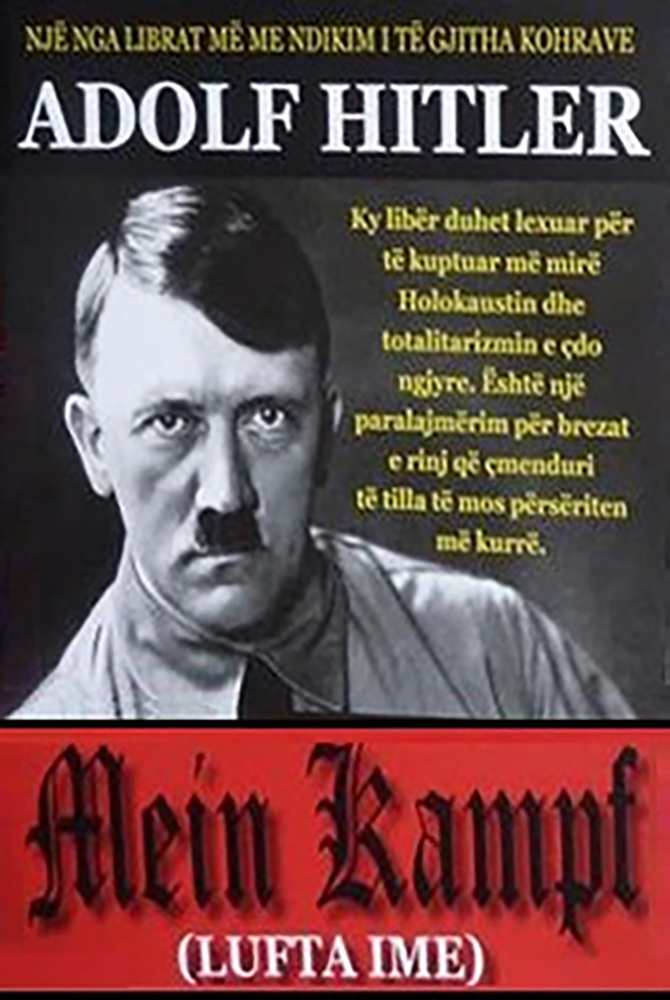 NJË NGA LIBRAT MË ME NDIKIM I TË GJITHA KOHRAVE
ADOLF HITLER
Ky libër duhet lexuar për
të kuptuar më mirë
Holokaustin dhe
totalitarizmin e çdo
ngjyre. Është një
paralajmërim për brezat
e rinj që çmenduri
të tilla të mos përsëriten
më kurrë.
Mein Kampf
(LUFTA IME)